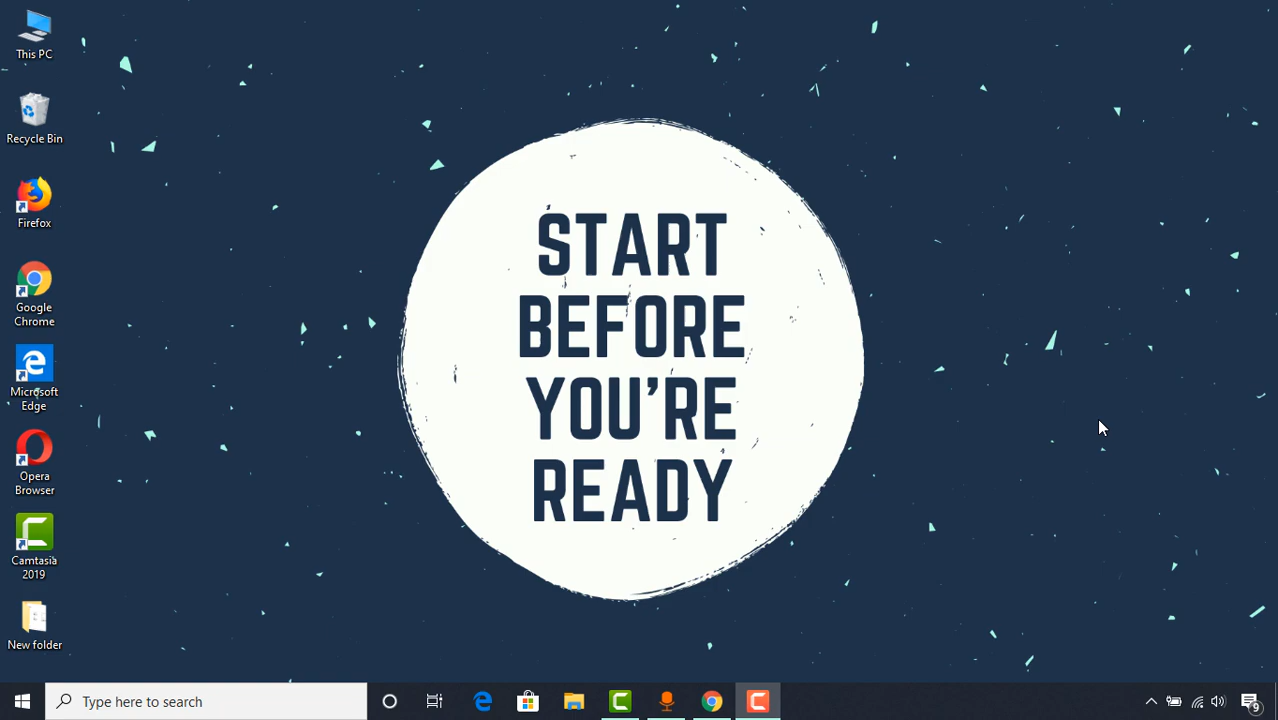 This PC
Recycle Bin
Firefox
Google
Chrome
Microsoft
Edge
Opera
Browser
Camtasia
2019
New folder
START
BEFORE
YOU'RE
READY
Type here to search
9